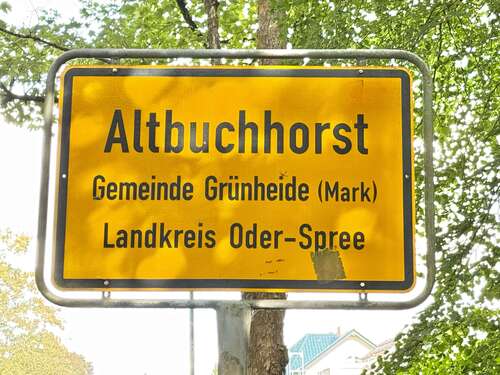 Altbuchhorst
Gemeinde Grünheide (Mark)
Landkreis Oder-Spree